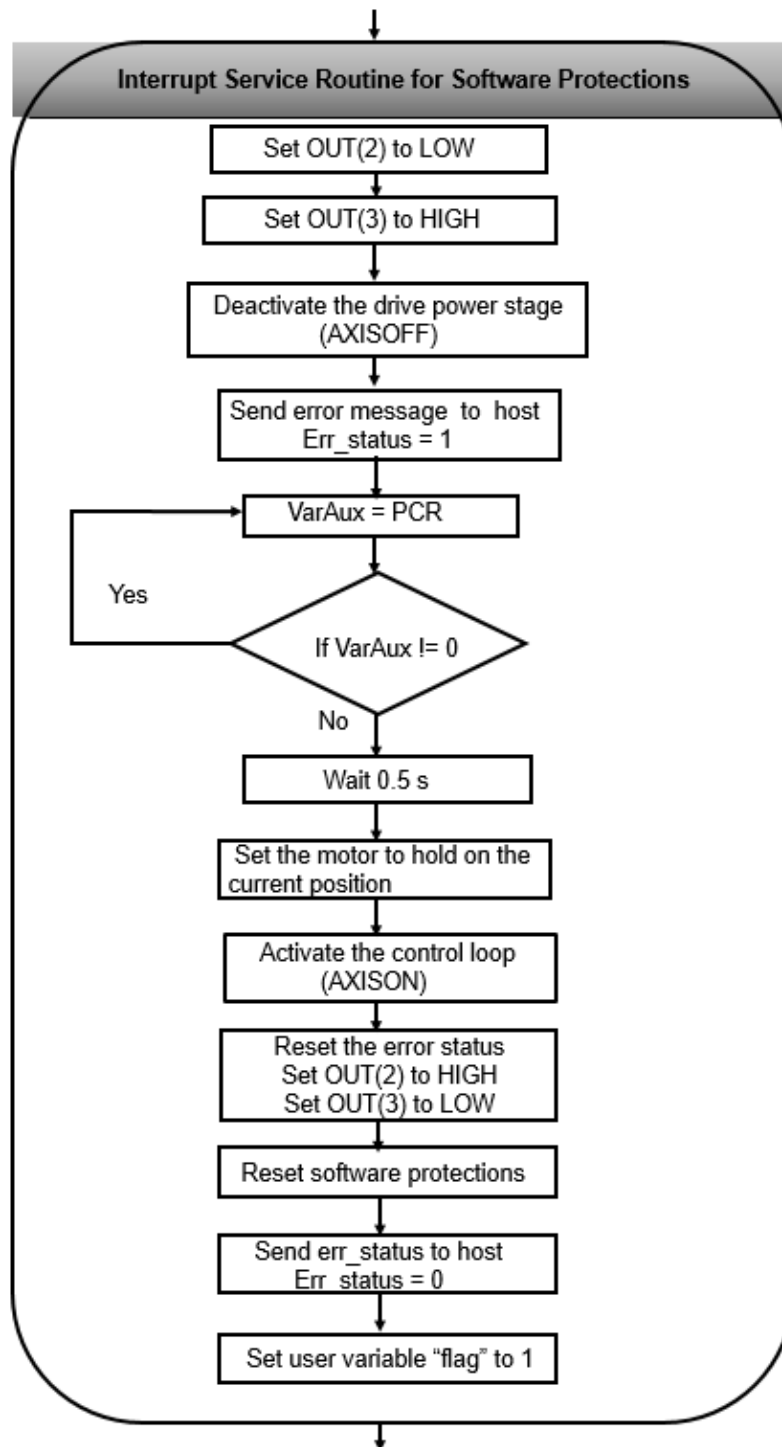 Interrupt Service Routine for Software Protections
Set OUT(2) to LOW
Set OUT(3) to HIGH
Deactivate the drive power stage
(AXISOFF)
Send error message to host
Err_status = 1
VarAux = PCR
Yes
If VarAux != 0
No
Wait 0.5 s
Set the motor to hold on the
current position
Activate the control loop
(AXISON)
Reset the error status
Set OUT(2) to HIGH
Set OUT(3) to LOW
Reset software protections
Send err_status to host
Err_status = 0
Set user variable “flag” to 1